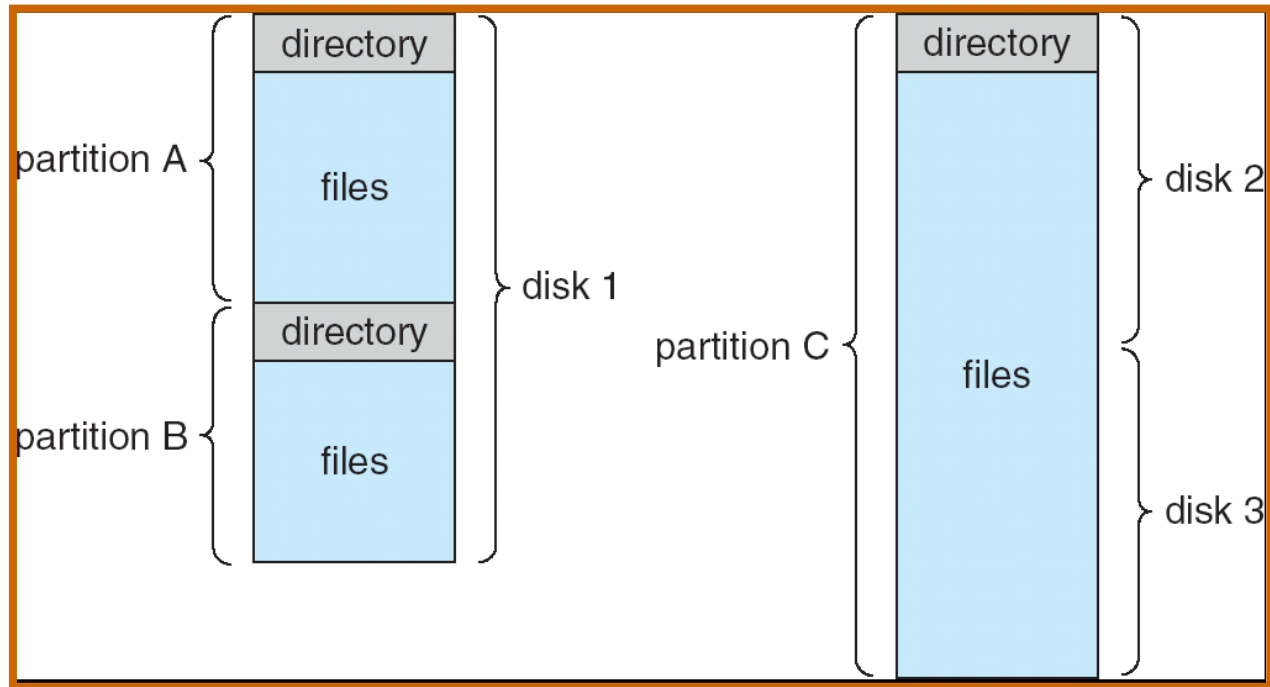 directory
partition A
files
disk 1
directory
partition B
files
directory
disk 2
partition C
files
disk 3